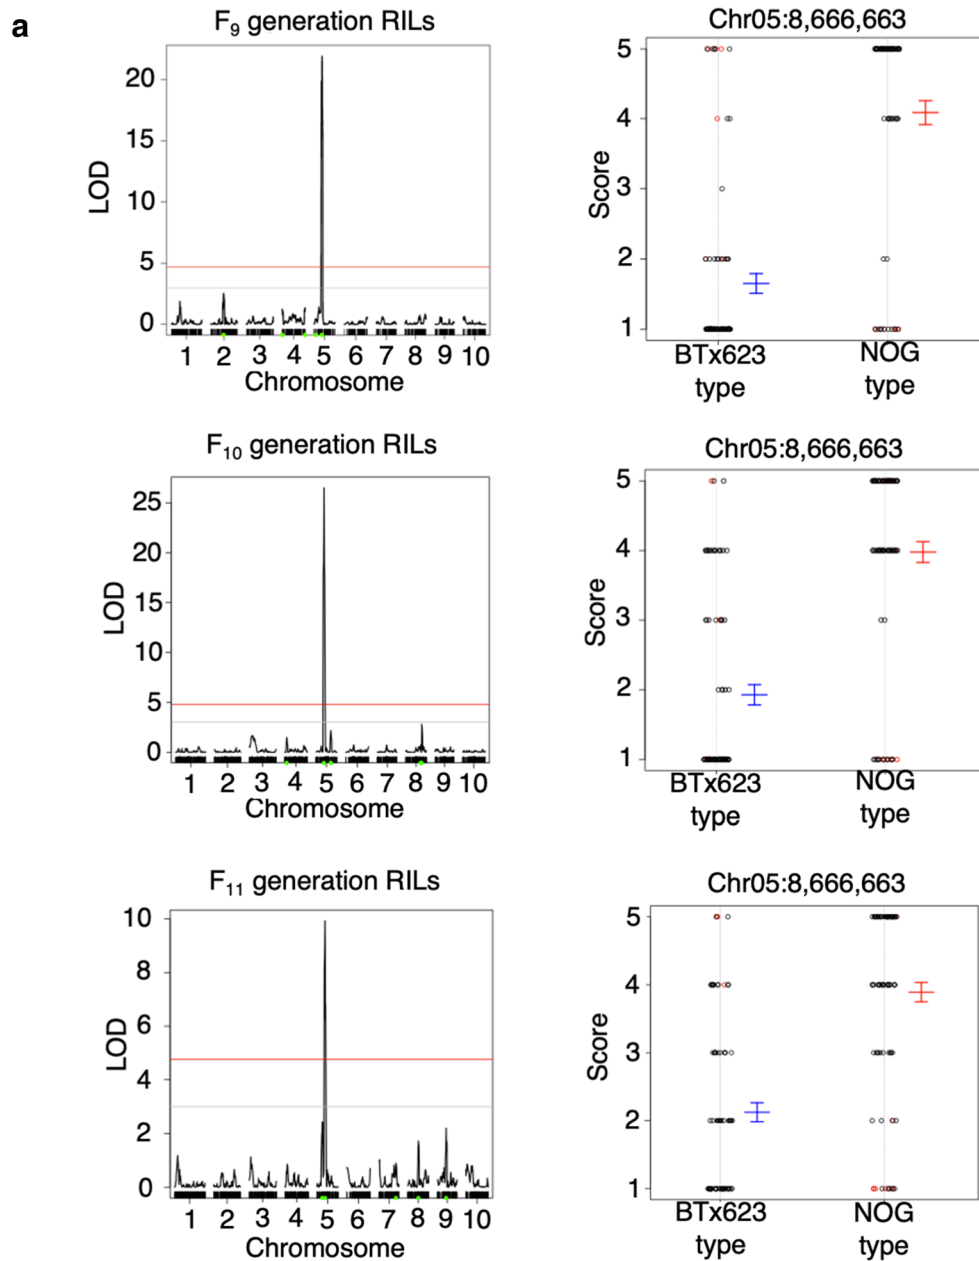 a
F9 generation RILs
LOD
20
15
10
5
0
1 2 3 4 5 6 7 8 9 10
Chromosome
Chr05:8,666,663
Score
5
4
3
2
1
BTx623 NOG
type type
F10 generation RILs
LOD
25
20
15
10
5
0
1 2 3 4 5 6 7 8 9 10
Chromosome
Chr05:8,666,663
Score
5
4
3
2
1
BTx623 NOG
type type
F11 generation RILs
LOD
10
8
6
4
2
0
1 2 3 4 5 6 7 8 9 10
Chromosome
Chr05:8,666,663
Score
5
4
3
2
1
BTx623 NOG
type type